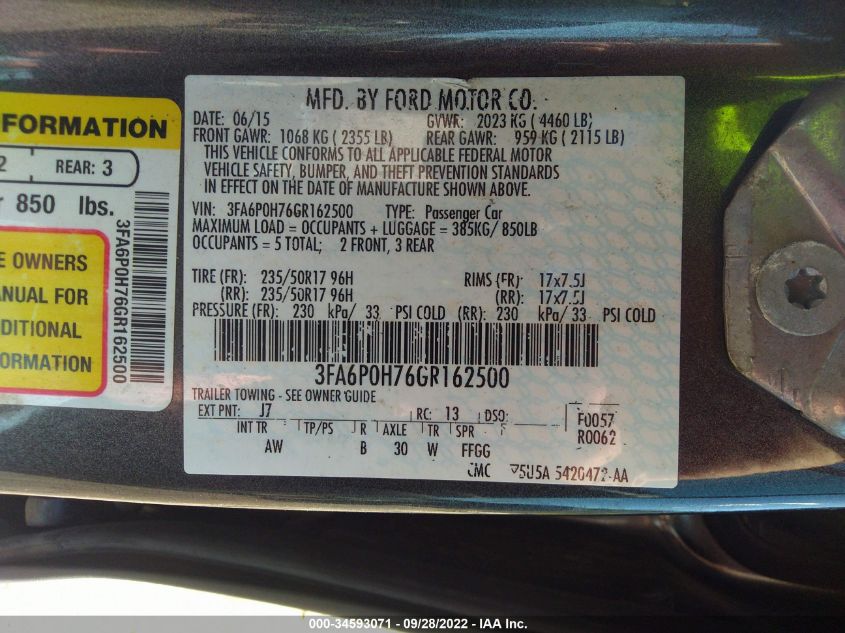 FORMATION
2 REAR: 3
850 lbs.
E OWNERS
ANUAL FOR
DITIONAL
FORMATION
3FA6P0H76GR162500
MFD. BY FORD MOTOR CO.
DATE: 06/15 GVWR: 2023 KG ( 4460 LB)
FRONT GAWR: 1068 KG ( 2355 LB) REAR GAWR: 959 KG ( 2115 LB)
THIS VEHICLE CONFORMS TO ALL APPLICABLE FEDERAL MOTOR
VEHICLE SAFETY, BUMPER, AND THEFT PREVENTION STANDARDS
IN EFFECT ON THE DATE OF MANUFACTURE SHOWN ABOVE.
VIN: 3FA6P0H76GR162500 TYPE: Passenger Car
MAXIMUM LOAD = OCCUPANTS + LUGGAGE = 385KG/ 850LB
OCCUPANTS = 5 TOTAL; 2 FRONT, 3 REAR
TIRE (FR): 235/50R17 96H RIMS (FR): 17x7.5J
(RR): 235/50R17 96H (RR): 17x7.5J
PRESSURE (FR): 230 kPa/ 33 PSI COLD (RR): 230 kPa/ 33 PSI COLD
3FA6P0H76GR162500
TRAILER TOWING - SEE OWNER GUIDE
EXT PNT: J7 RC: 13 DSO: F0057
INT TR TP/PS R AXLE TR SPR R0062
AW B 30 W FFGG
5U5A 5420472-AA
000-34593071 - 09/28/2022 - IAA Inc.